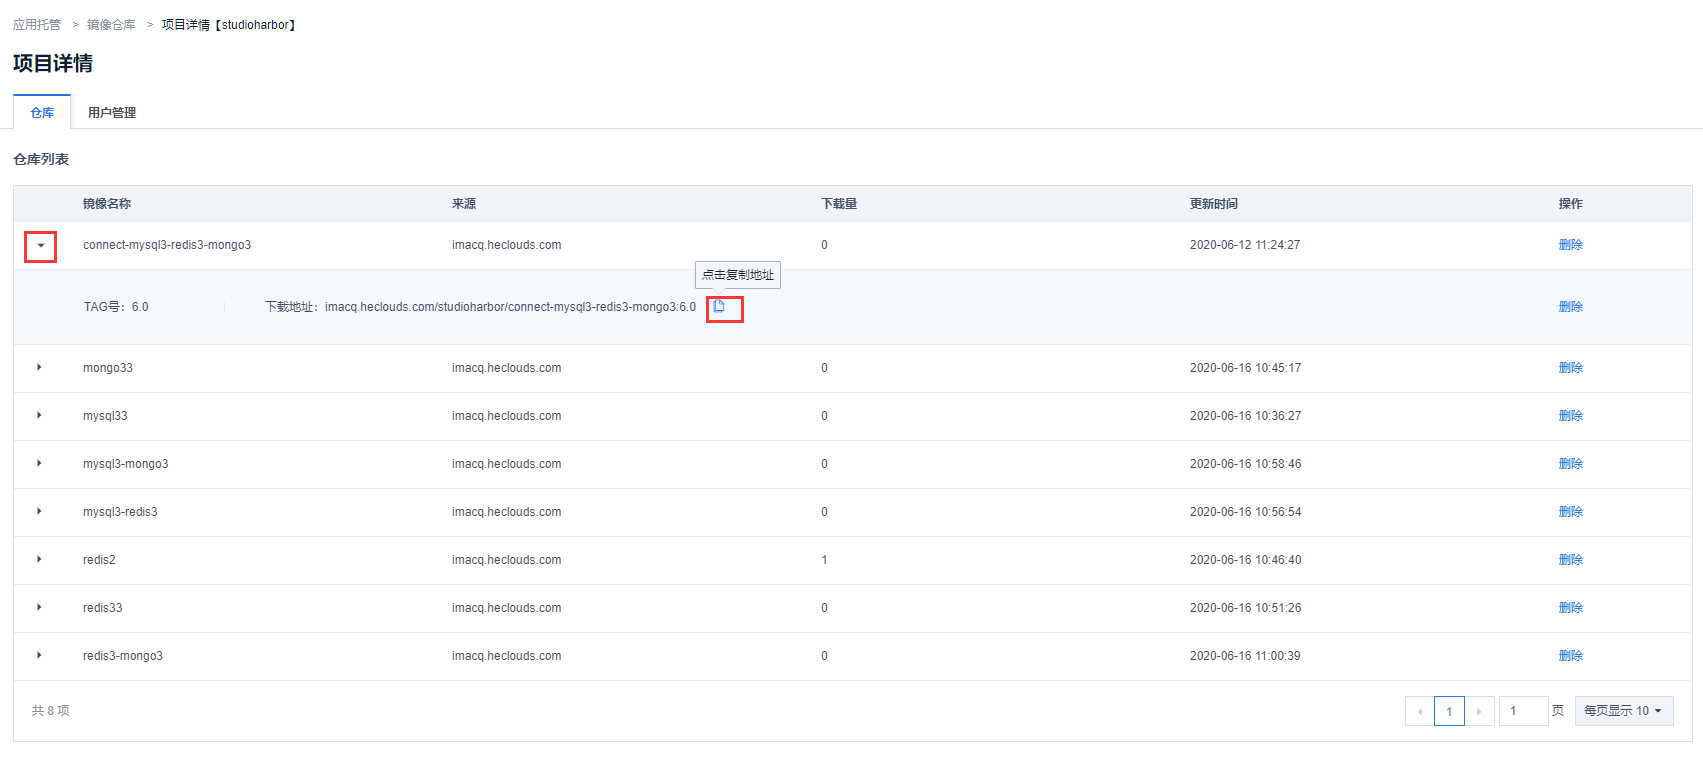 应用托管 > 镜像仓库 > 项目详情【studioharbor】
项目详情
仓库 用户管理
仓库列表
镜像名称 来源 下载量 更新时间 操作
connect-mysql3-redis3-mongo3 imacq.heclouds.com 0 2020-06-12 11:24:27 删除
点击复制地址
TAG号：6.0 下载地址：imacq.heclouds.com/studioharbor/connect-mysql3-redis3-mongo3:6.0 删除
mongo33 imacq.heclouds.com 0 2020-06-16 10:45:17 删除
mysql33 imacq.heclouds.com 0 2020-06-16 10:36:27 删除
mysql3-mongo3 imacq.heclouds.com 0 2020-06-16 10:58:46 删除
mysql3-redis3 imacq.heclouds.com 0 2020-06-16 10:56:54 删除
redis2 imacq.heclouds.com 1 2020-06-16 10:46:40 删除
redis33 imacq.heclouds.com 0 2020-06-16 10:51:26 删除
redis3-mongo3 imacq.heclouds.com 0 2020-06-16 11:00:39 删除
共 8 项 1 1 页 每页显示 10